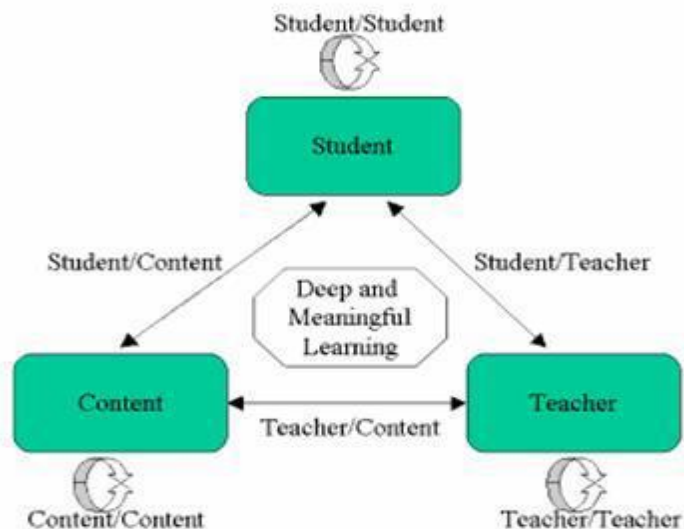 Student/Student
Student
Student/Content
Student/Teacher
Deep and
Meaningful
Learning
Content
Teacher
Teacher/Content
Content/Content
Teacher/Teacher